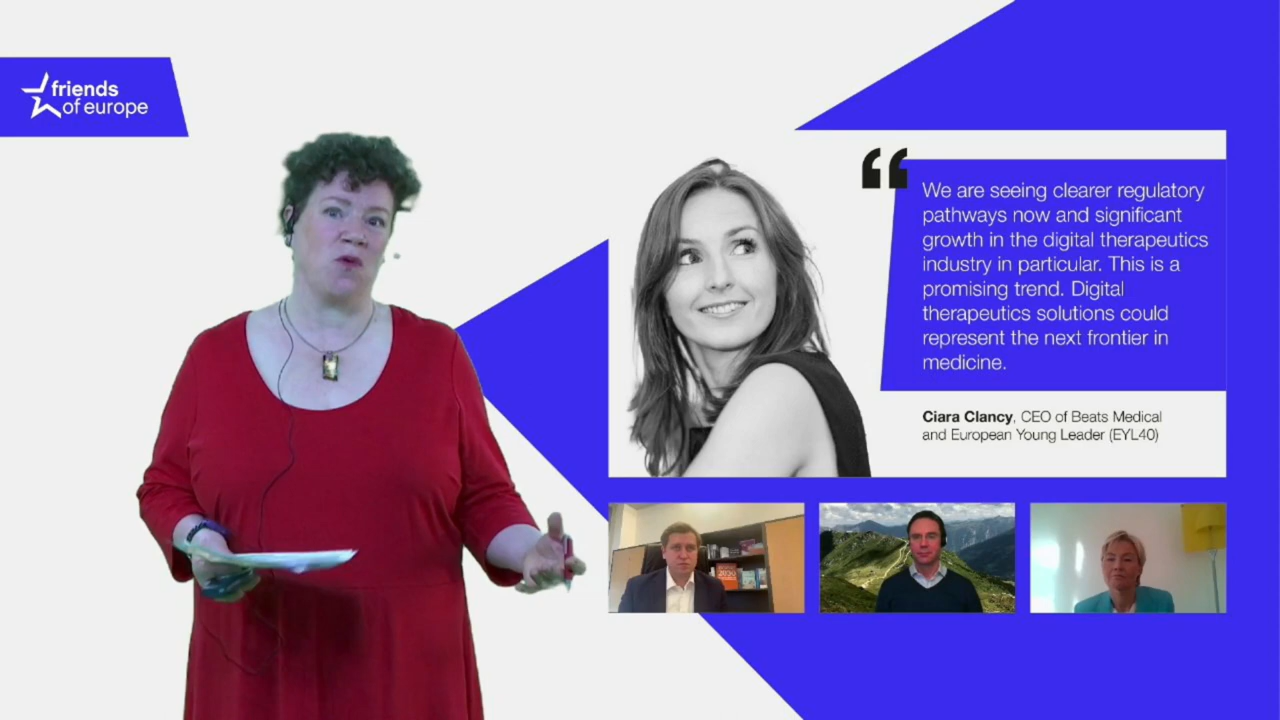 friends
of europe
“
We are seeing clearer regulatory
pathways now and significant
growth in the digital therapeutics
industry in particular. This is a
promising trend. Digital
therapeutics solutions could
represent the next frontier in
medicine.
Ciara Clancy, CEO of Beats Medical
and European Young Leader (EYL40)
2030